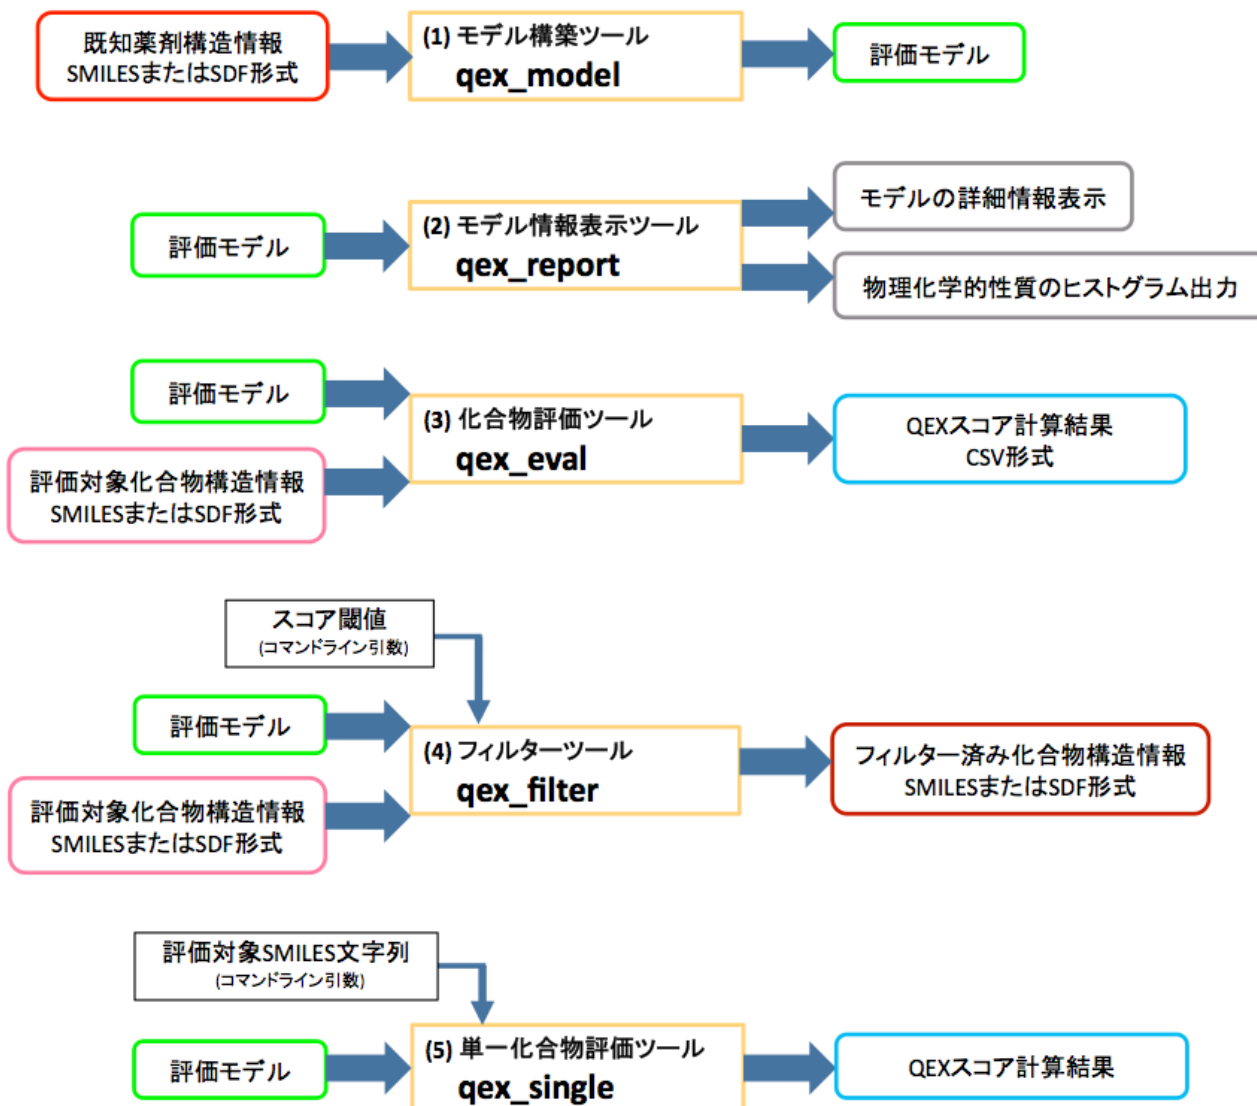 既知薬剤構造情報
SMILESまたはSDF形式
(1) モデル構築ツール
qex_model
評価モデル
評価モデル
(2) モデル情報表示ツール
qex_report
モデルの詳細情報表示
物理化学的性質のヒストグラム出力
評価モデル
評価対象化合物構造情報
SMILESまたはSDF形式
(3) 化合物評価ツール
qex_eval
QEXスコア計算結果
CSV形式
スコア閾値
(コマンドライン引数)
評価モデル
評価対象化合物構造情報
SMILESまたはSDF形式
(4) フィルターツール
qex_filter
フィルター済み化合物構造情報
SMILESまたはSDF形式
評価対象SMILES文字列
(コマンドライン引数)
評価モデル
(5) 単一化合物評価ツール
qex_single
QEXスコア計算結果